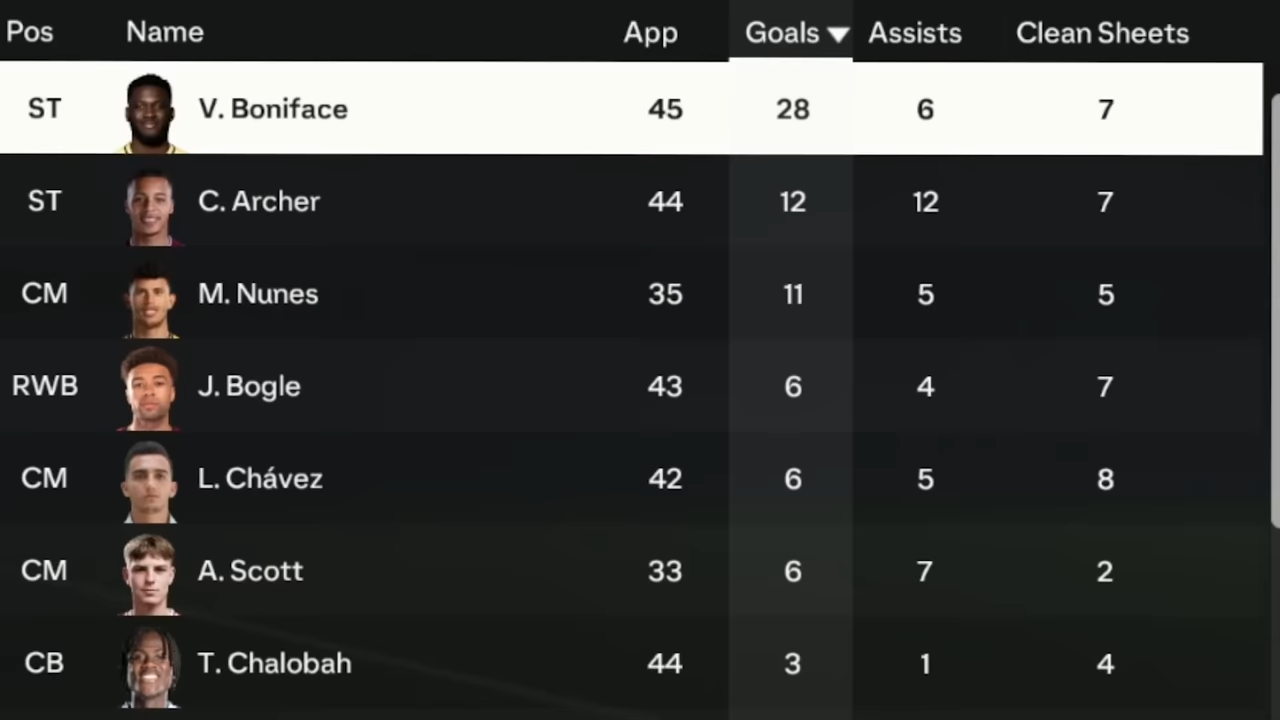 Pos Name App Goals Assists Clean Sheets
ST V. Boniface 45 28 6 7
ST C. Archer 44 12 12 7
CM M. Nunes 35 11 5 5
RWB J. Bogle 43 6 4 7
CM L. Chávez 42 6 5 8
CM A. Scott 33 6 7 2
CB T. Chalobah 44 3 1 4